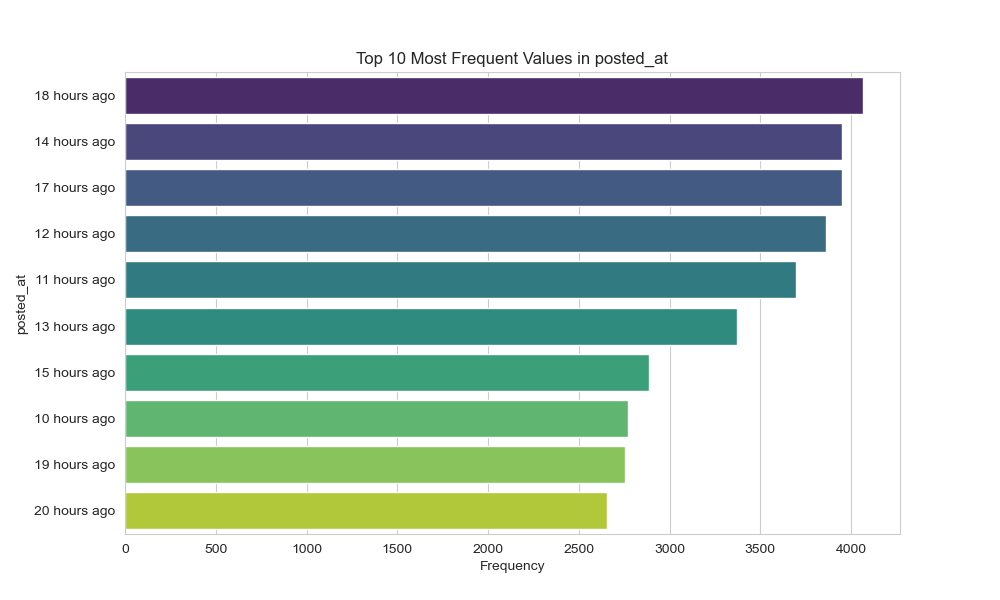 Top 10 Most Frequent Values in posted_at
posted_at
18 hours ago
14 hours ago
17 hours ago
12 hours ago
11 hours ago
13 hours ago
15 hours ago
10 hours ago
19 hours ago
20 hours ago
0 500 1000 1500 2000 2500 3000 3500 4000
Frequency